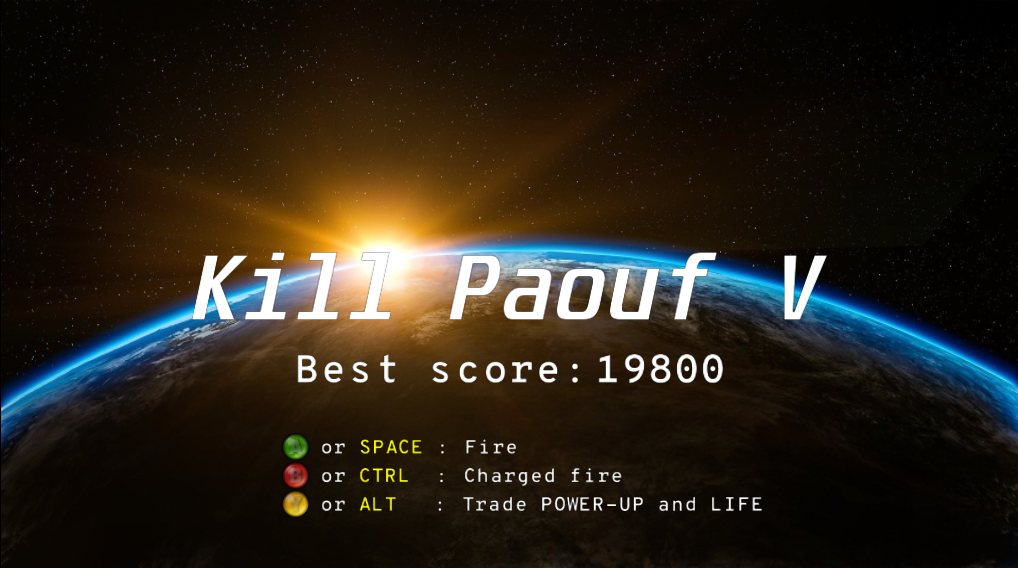 Kill Paouf V
Best score: 19800
A or SPACE : Fire
B or CTRL : Charged fire
Y or ALT : Trade POWER-UP and LIFE